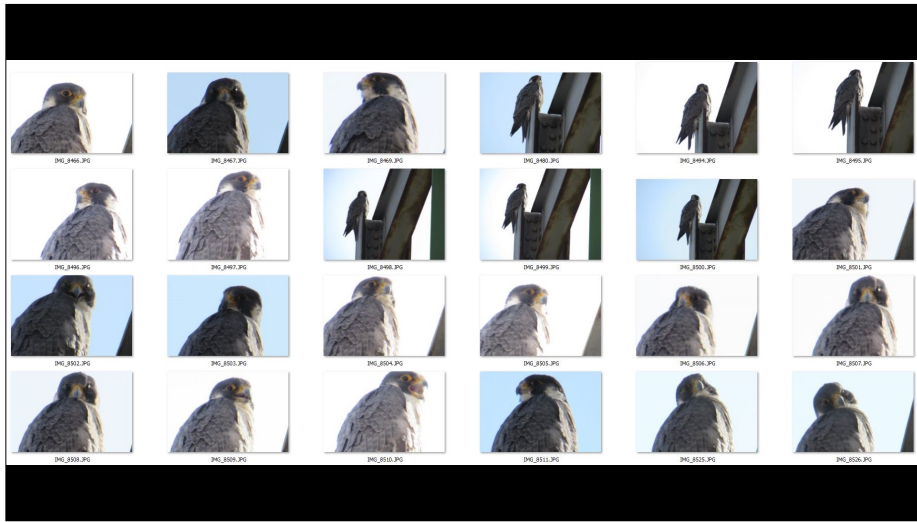 IMG_8466.JPG
IMG_8467.JPG
IMG_8469.JPG
IMG_8480.JPG
IMG_8494.JPG
IMG_8495.JPG
IMG_8496.JPG
IMG_8497.JPG
IMG_8498.JPG
IMG_8499.JPG
IMG_8500.JPG
IMG_8501.JPG
IMG_8502.JPG
IMG_8503.JPG
IMG_8504.JPG
IMG_8505.JPG
IMG_8506.JPG
IMG_8507.JPG
IMG_8508.JPG
IMG_8509.JPG
IMG_8510.JPG
IMG_8511.JPG
IMG_8525.JPG
IMG_8526.JPG